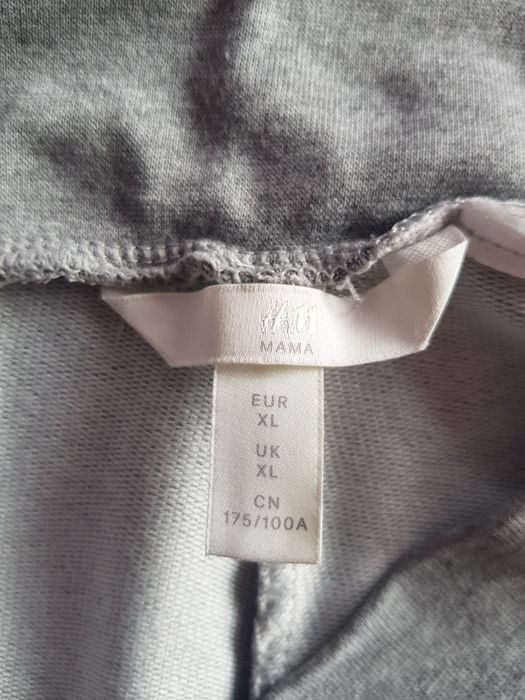 H&M
MAMA
EUR
XL
UK
XL
CN
175/100A